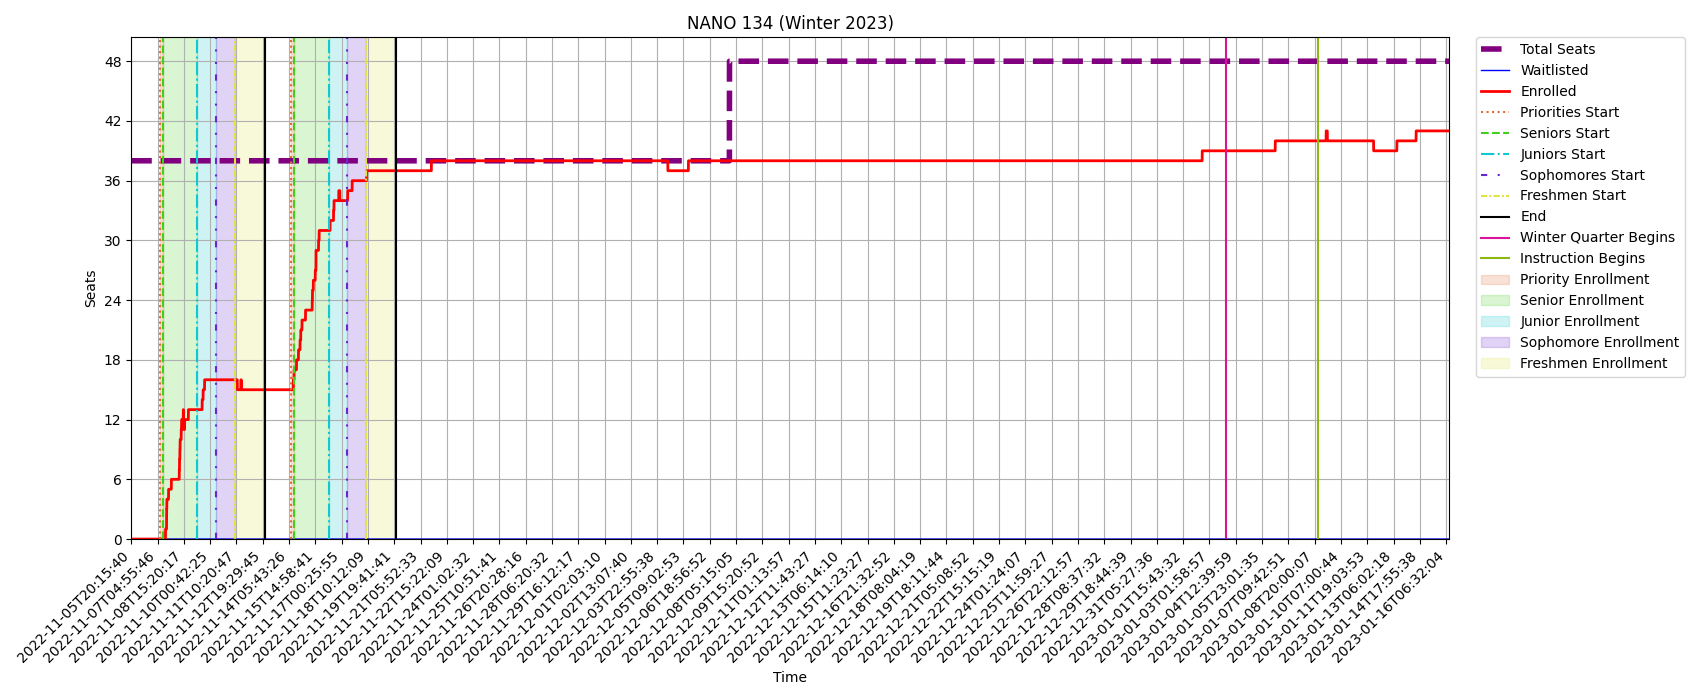 NANO 134 (Winter 2023)
48
42
36
30
24
18
12
6
0
Seats
2022-11-05T20:15:40
2022-11-07T04:55:46
2022-11-08T15:20:17
2022-11-10T00:42:25
2022-11-11T10:20:47
2022-11-12T19:29:45
2022-11-14T05:43:26
2022-11-15T14:58:41
2022-11-17T00:25:55
2022-11-18T10:12:09
2022-11-19T19:41:41
2022-11-21T05:52:33
2022-11-22T15:22:09
2022-11-24T01:02:32
2022-11-25T10:51:41
2022-11-26T20:28:16
2022-11-28T06:20:32
2022-11-29T16:12:17
2022-12-01T02:03:10
2022-12-02T13:07:40
2022-12-03T22:55:38
2022-12-05T09:02:53
2022-12-06T18:56:52
2022-12-08T05:15:05
2022-12-09T15:20:52
2022-12-11T01:13:57
2022-12-12T11:43:27
2022-12-13T06:14:10
2022-12-15T11:23:27
2022-12-16T21:32:52
2022-12-18T08:04:19
2022-12-19T18:11:44
2022-12-21T05:08:52
2022-12-22T15:15:19
2022-12-24T01:24:07
2022-12-25T11:59:27
2022-12-26T22:12:57
2022-12-28T08:37:32
2022-12-29T18:44:39
2022-12-31T05:27:36
2023-01-01T15:43:32
2023-01-03T01:58:57
2023-01-04T12:39:59
2023-01-05T23:01:35
2023-01-07T09:42:51
2023-01-08T20:00:07
2023-01-10T07:00:44
2023-01-11T19:03:53
2023-01-13T06:02:18
2023-01-14T17:55:38
2023-01-16T06:32:04
Time
Total Seats
Waitlisted
Enrolled
Priorities Start
Seniors Start
Juniors Start
Sophomores Start
Freshmen Start
End
Winter Quarter Begins
Instruction Begins
Priority Enrollment
Senior Enrollment
Junior Enrollment
Sophomore Enrollment
Freshmen Enrollment